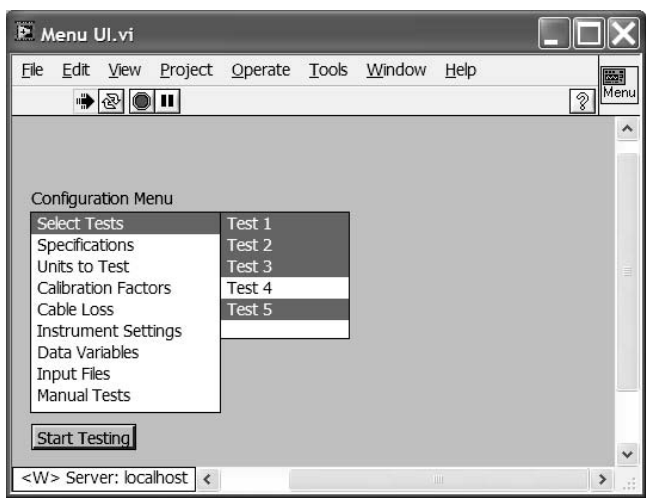 Menu UI.vi
File Edit View Project Operate Tools Window Help
? Menu
Configuration Menu
Select Tests Test 1
Specifications Test 2
Units to Test Test 3
Calibration Factors Test 4
Cable Loss Test 5
Instrument Settings
Data Variables
Input Files
Manual Tests
Start Testing
<W> Server: localhost